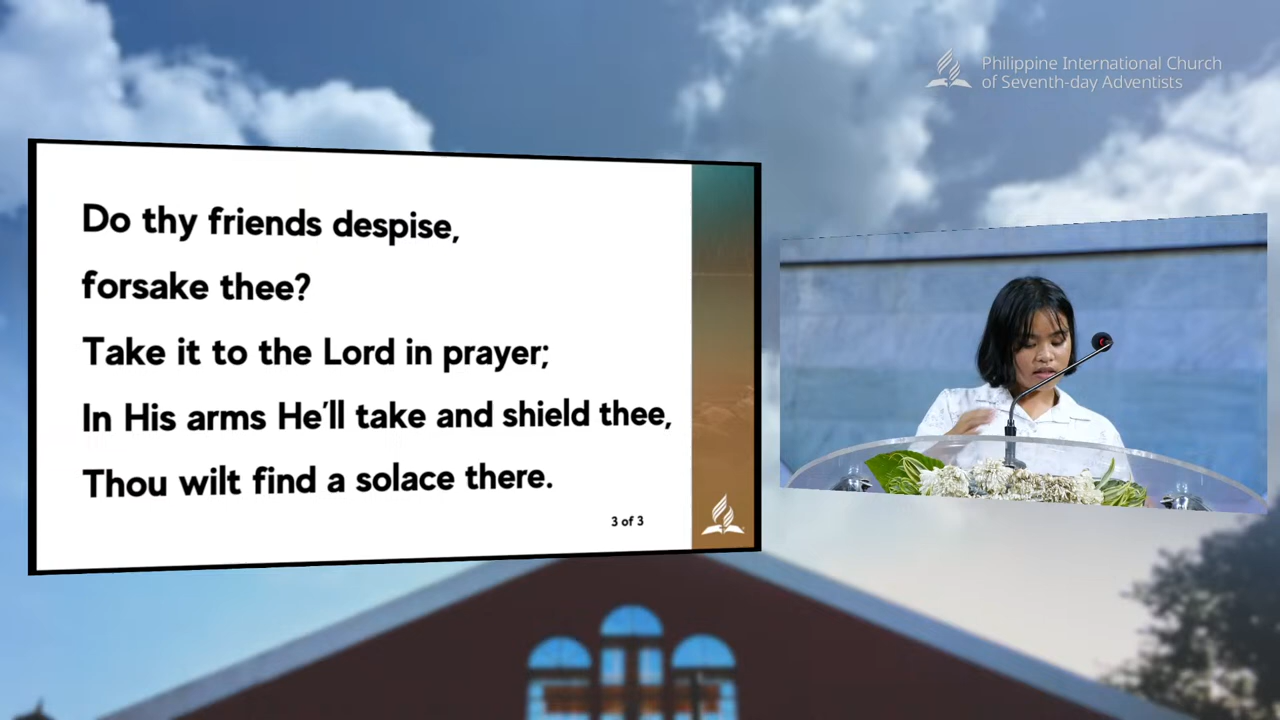 Philippine International Church
of Seventh-day Adventists
Do thy friends despise,
forsake thee?
Take it to the Lord in prayer;
In His arms He'll take and shield thee,
Thou wilt find a solace there.
3 of 3